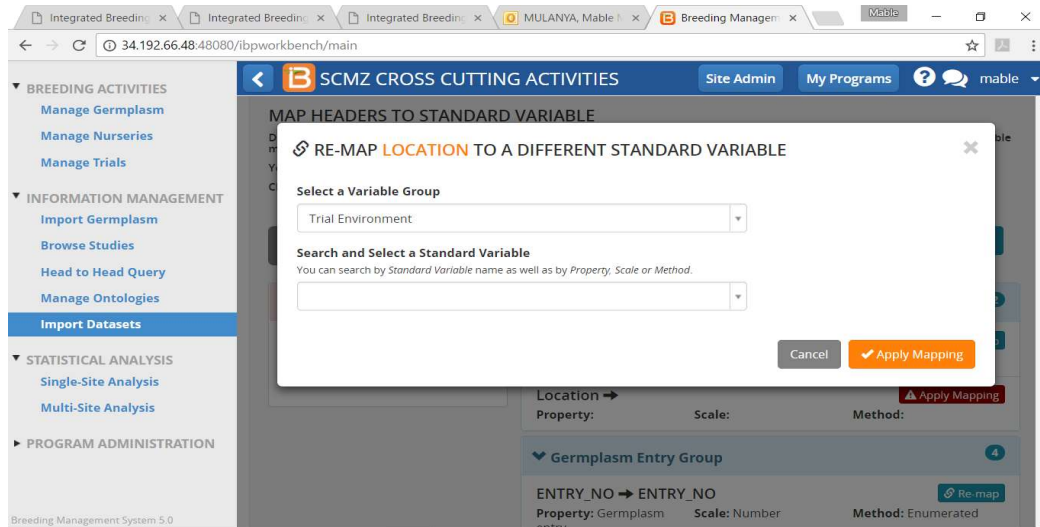 Integrated Breeding
Integrated Breeding
Integrated Breeding
MULANYA, Mable N
Breeding Managem
Mable
34.192.66.48:48080/ibpworkbench/main
BREEDING ACTIVITIES
Manage Germplasm
Manage Nurseries
Manage Trials
INFORMATION MANAGEMENT
Import Germplasm
Browse Studies
Head to Head Query
Manage Ontologies
Import Datasets
STATISTICAL ANALYSIS
Single-Site Analysis
Multi-Site Analysis
PROGRAM ADMINISTRATION
Breeding Management System 5.0
SCMZ CROSS CUTTING ACTIVITIES
Site Admin
My Programs
mable
MAP HEADERS TO STANDARD VARIABLE
RE-MAP LOCATION TO A DIFFERENT STANDARD VARIABLE
Select a Variable Group
Trial Environment
Search and Select a Standard Variable
You can search by Standard Variable name as well as by Property, Scale or Method.
Cancel
Apply Mapping
Location ➔
Apply Mapping
Property: Scale: Method:
Germplasm Entry Group
4
ENTRY_NO ➔ ENTRY_NO
Re-map
Property: Germplasm Scale: Number Method: Enumerated